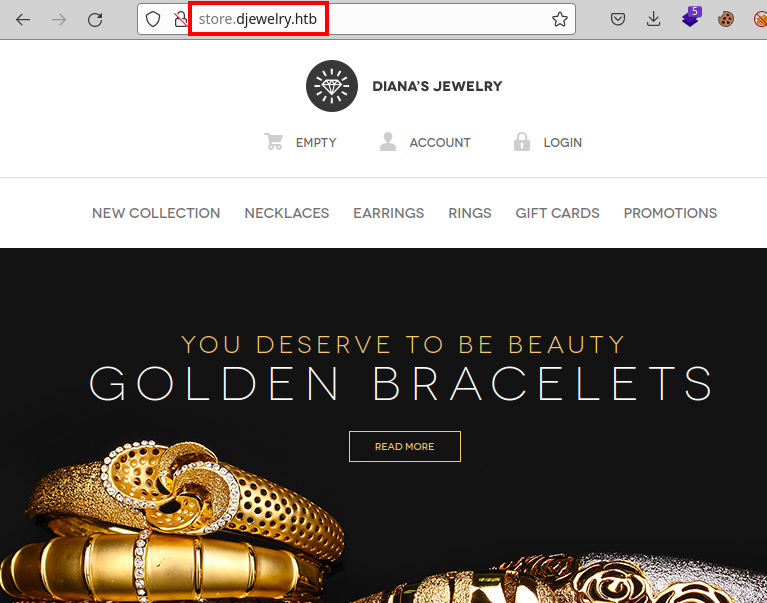 store.djewelry.htb
5
DIANA'S JEWELRY
EMPTY ACCOUNT LOGIN
NEW COLLECTION NECKLACES EARRINGS RINGS GIFT CARDS PROMOTIONS
YOU DESERVE TO BE BEAUTY
GOLDEN BRACELETS
READ MORE